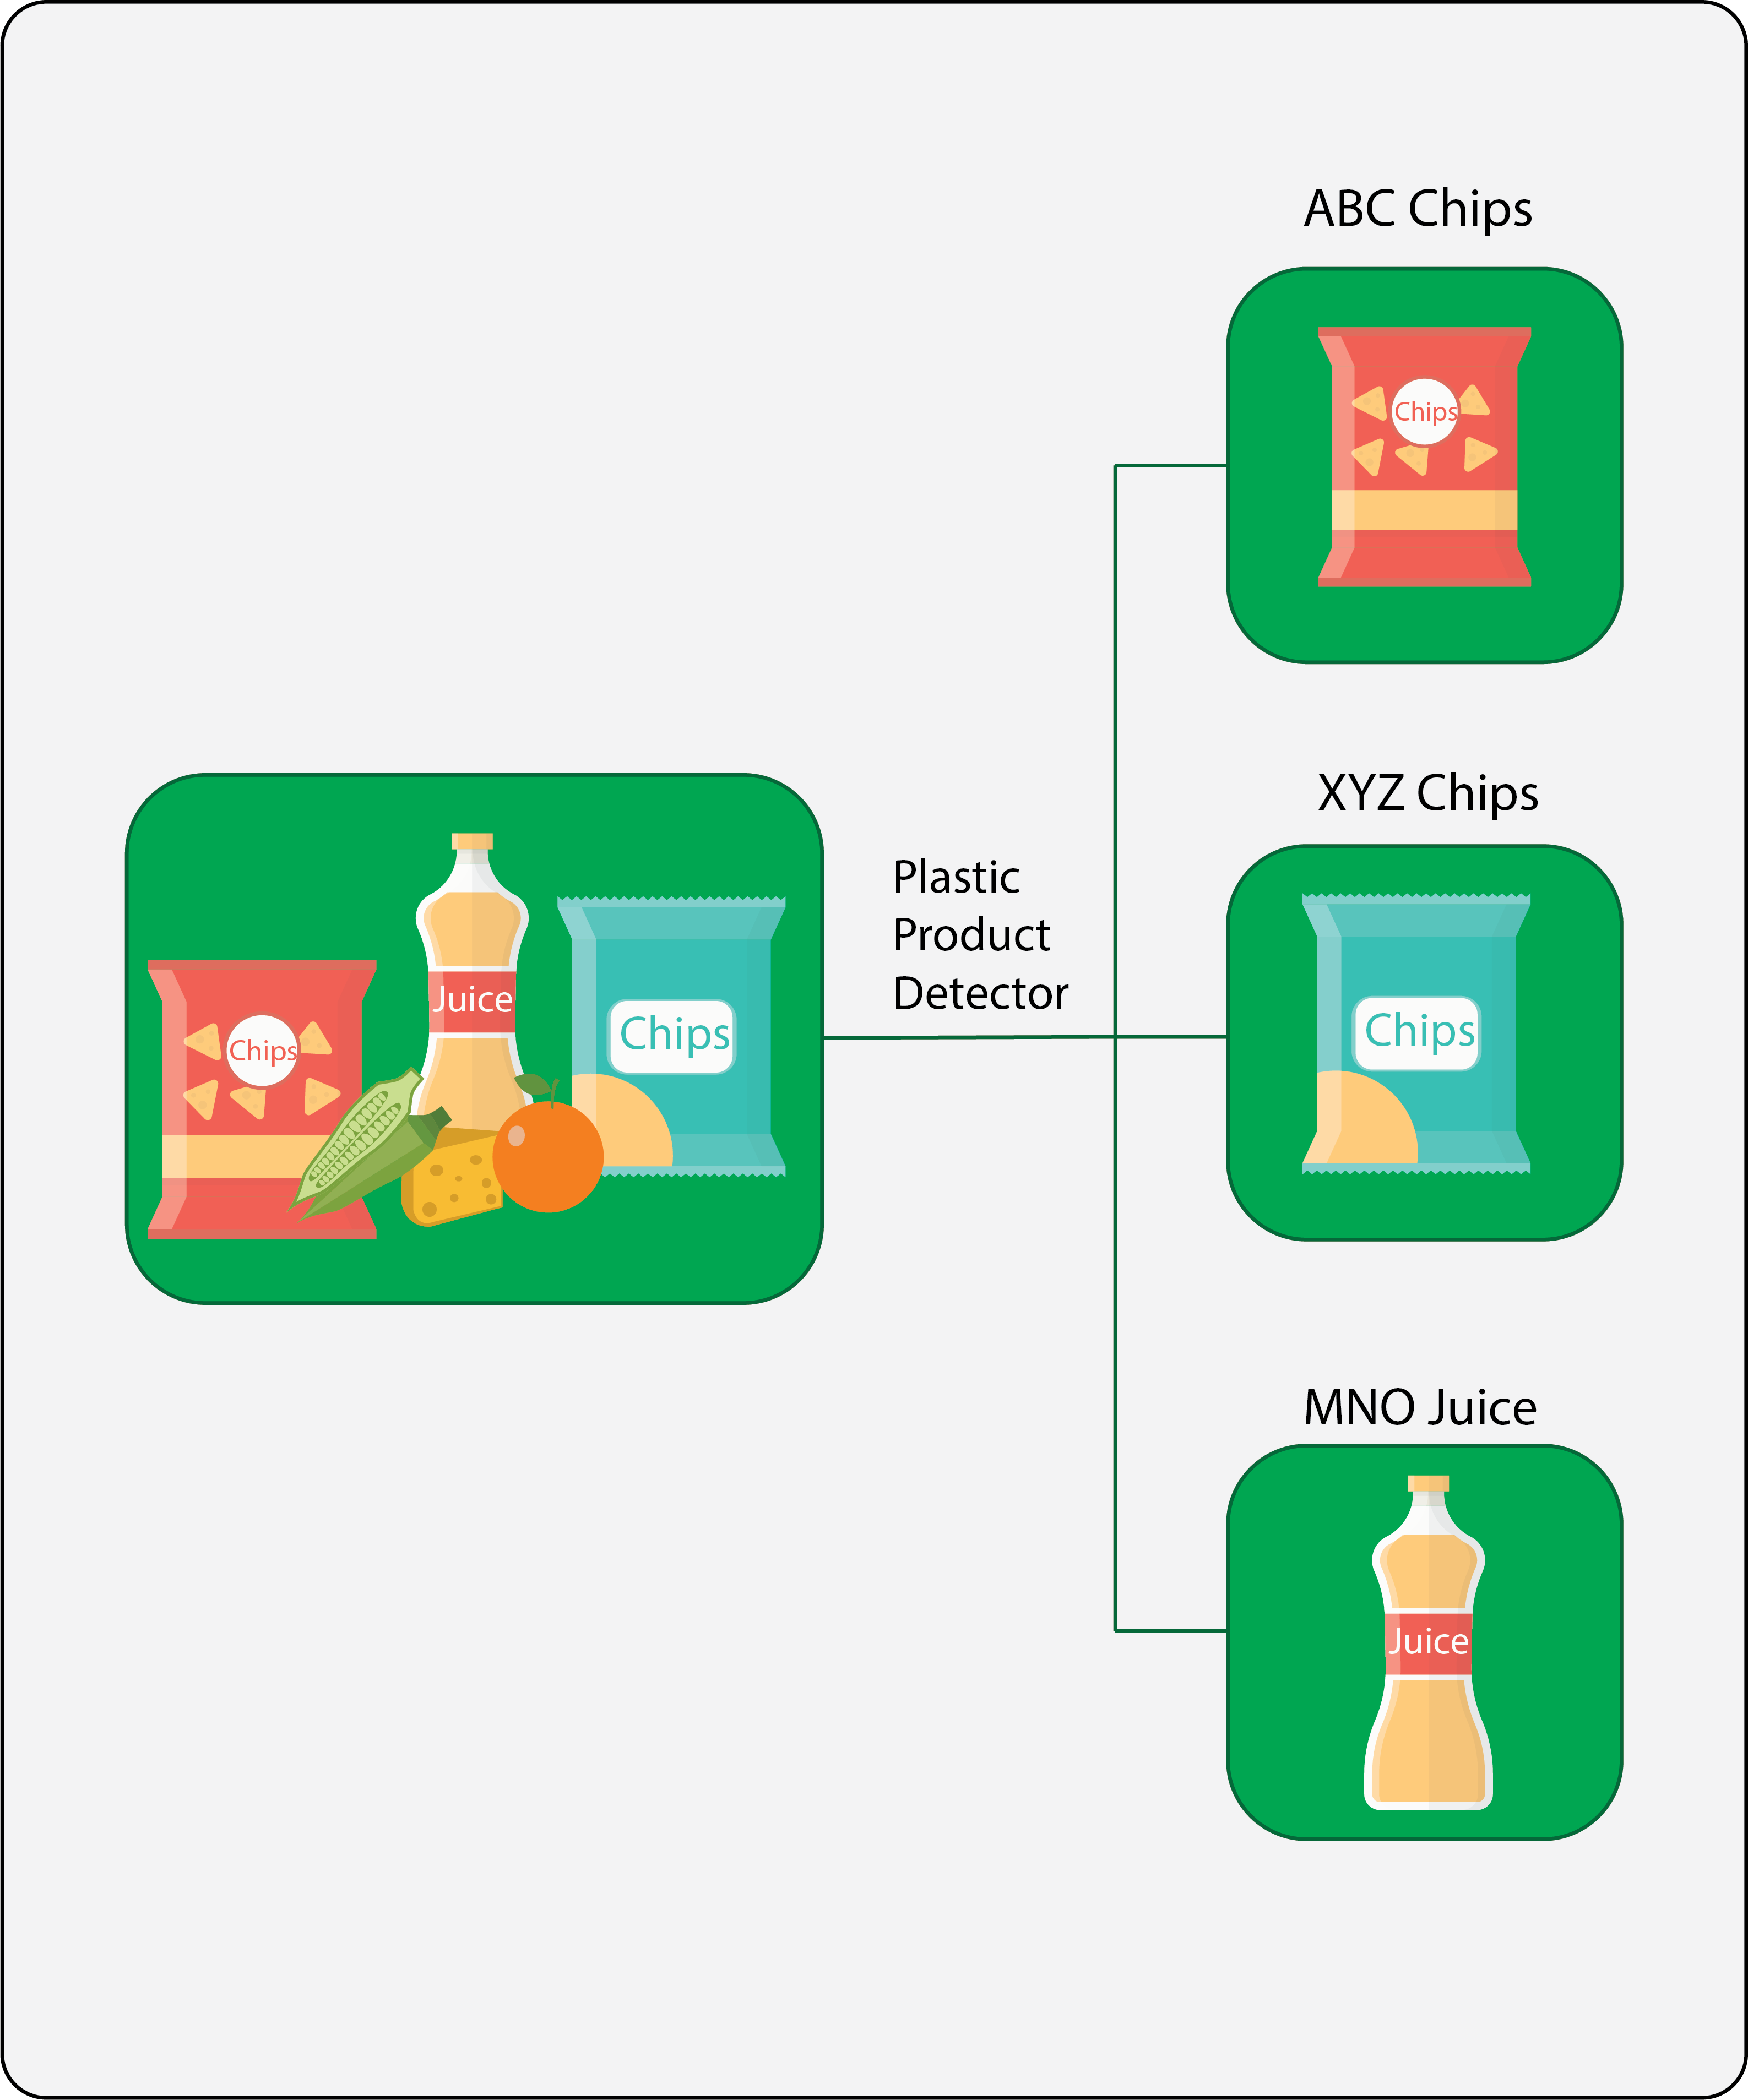 ABC Chips
Chips
XYZ Chips
Chips
MNO Juice
Juice
Plastic
Product
Detector
Juice
Chips
Chips